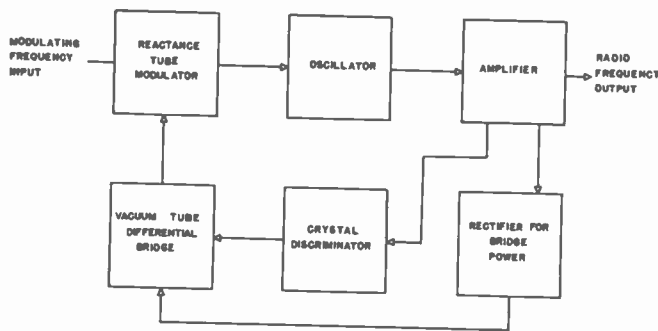 MODULATING
FREQUENCY
INPUT
REACTANCE
TUBE
MODULATOR
OSCILLATOR
AMPLIFIER
RADIO
FREQUENCY
OUTPUT
VACUUM TUBE
DIFFERENTIAL
BRIDGE
CRYSTAL
DISCRIMINATOR
RECTIFIER FOR
BRIDGE
POWER